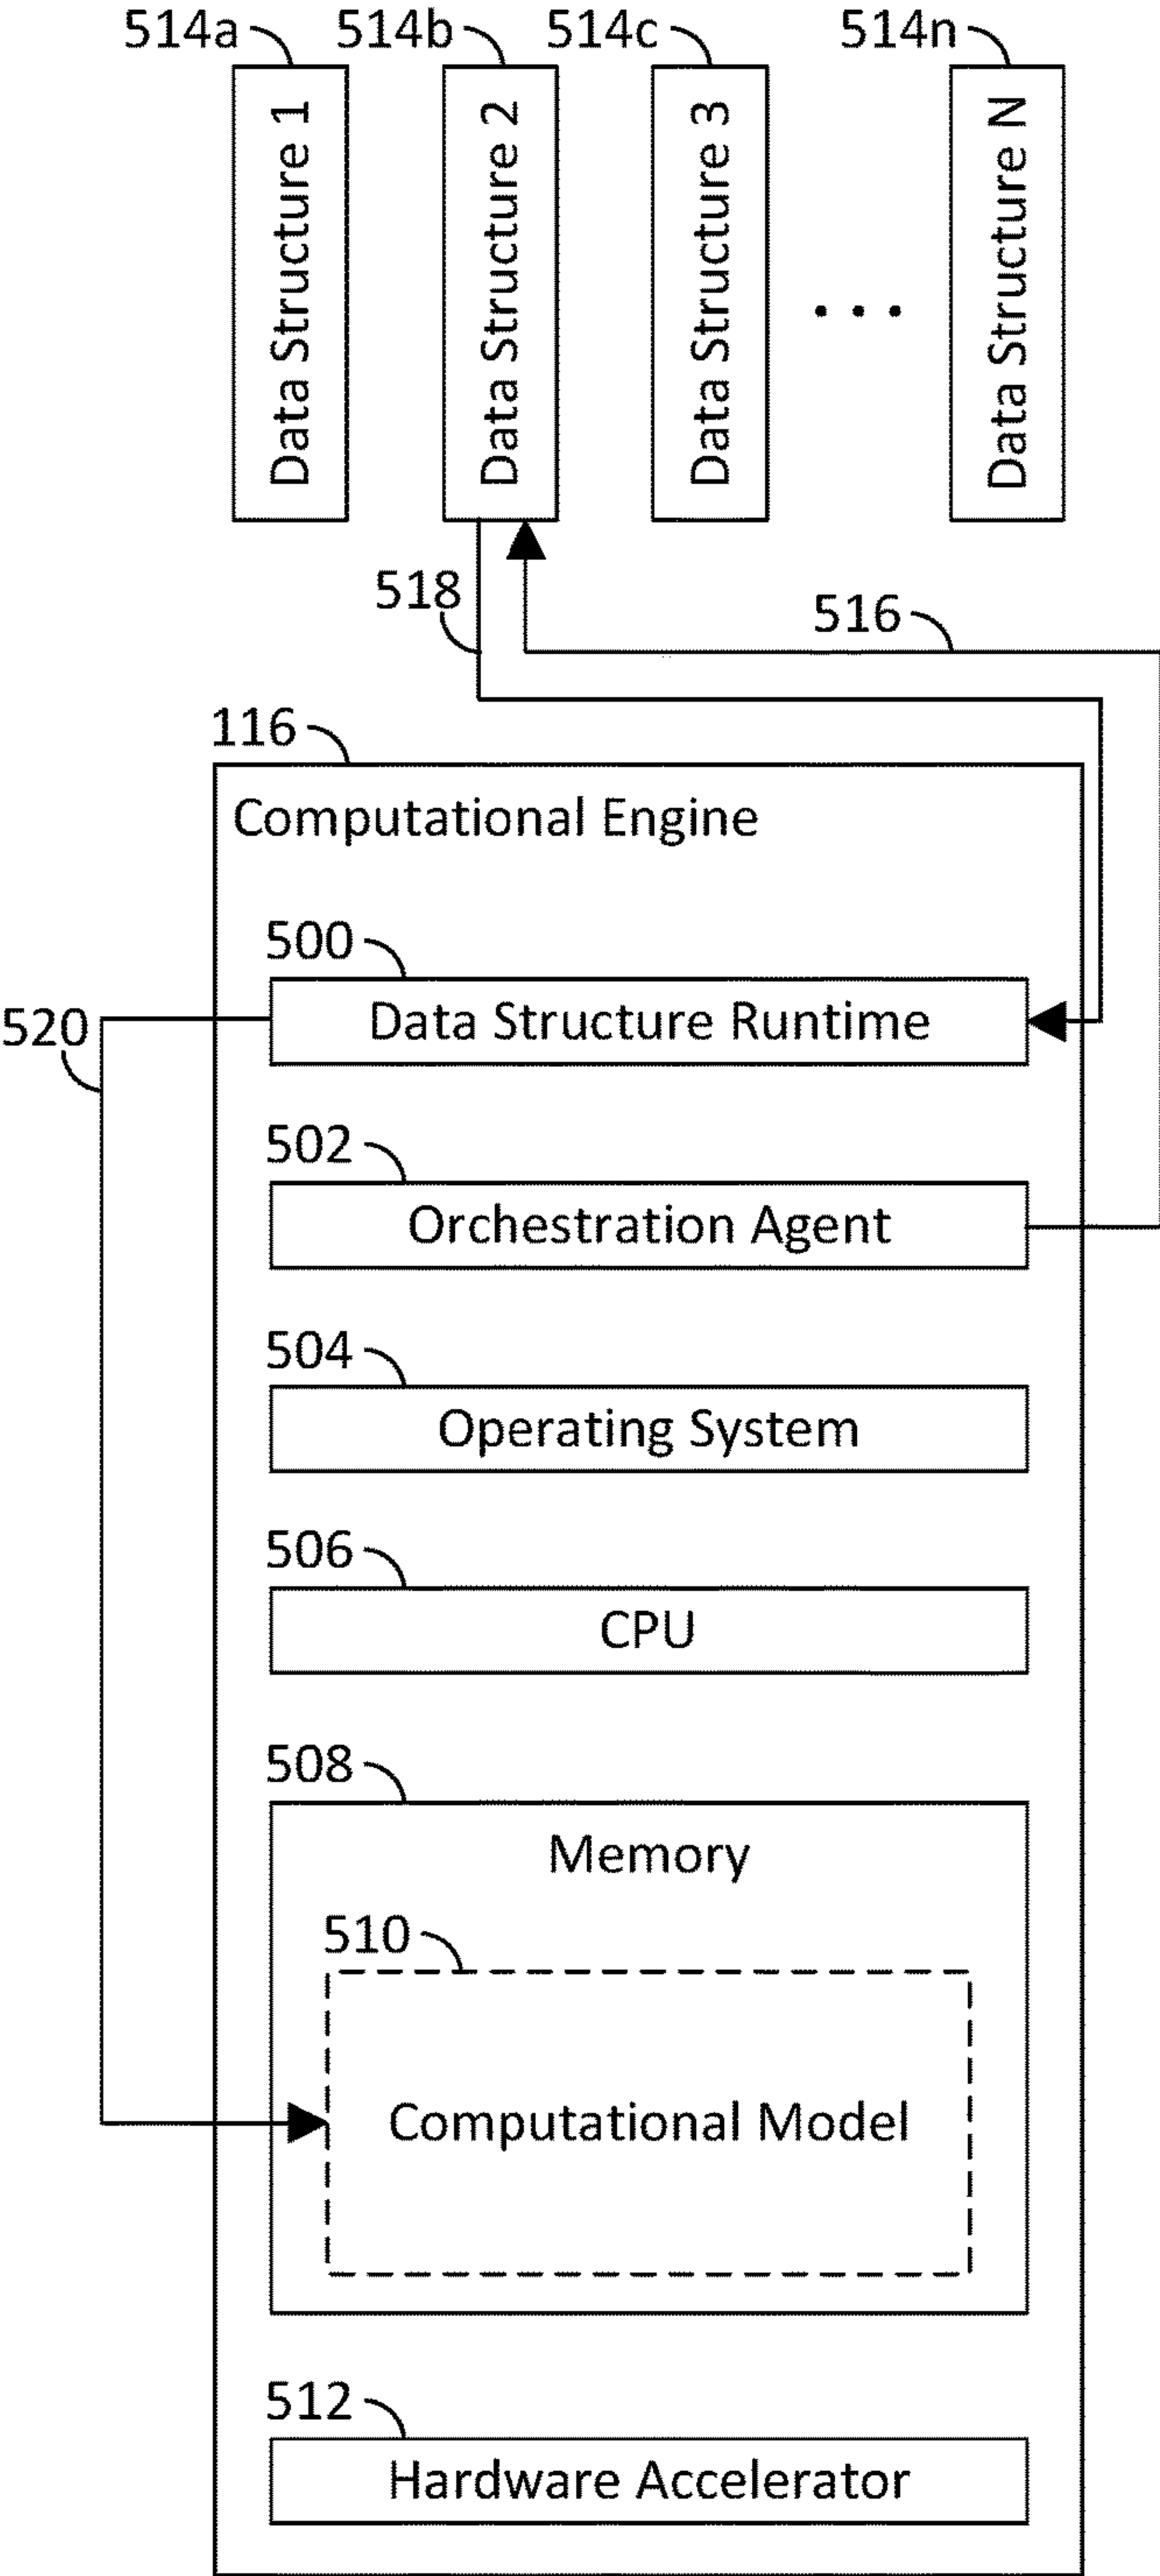 514a
514b
514c
514n
Data Structure 1
Data Structure 2
Data Structure 3
. . .
Data Structure N
518
516
116
Computational Engine
500
Data Structure Runtime
520
502
Orchestration Agent
504
Operating System
506
CPU
508
Memory
510
Computational Model
512
Hardware Accelerator